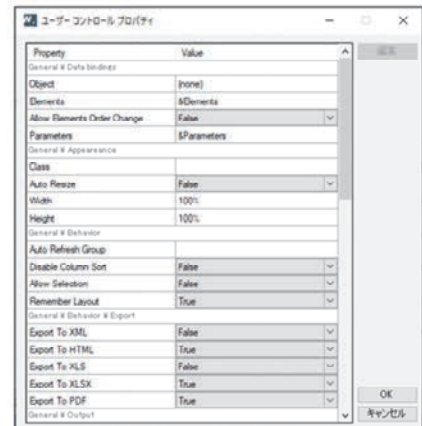 ユーザー コントロール プロパティ
Property Value
General ¥ Data bindings
Object (none)
Elements &Elements
Allow Elements Order Change False
Parameters &Parameters
General ¥ Appearance
Class
Auto Resize False
Width 100%
Height 100%
General ¥ Behavior
Auto Refresh Group
Disable Column Sort False
Allow Selection False
Remember Layout True
General ¥ Behavior ¥ Export
Export To XML False
Export To HTML True
Export To XLS False
Export To XLSX True
Export To PDF True
General ¥ Output
OK
キャンセル